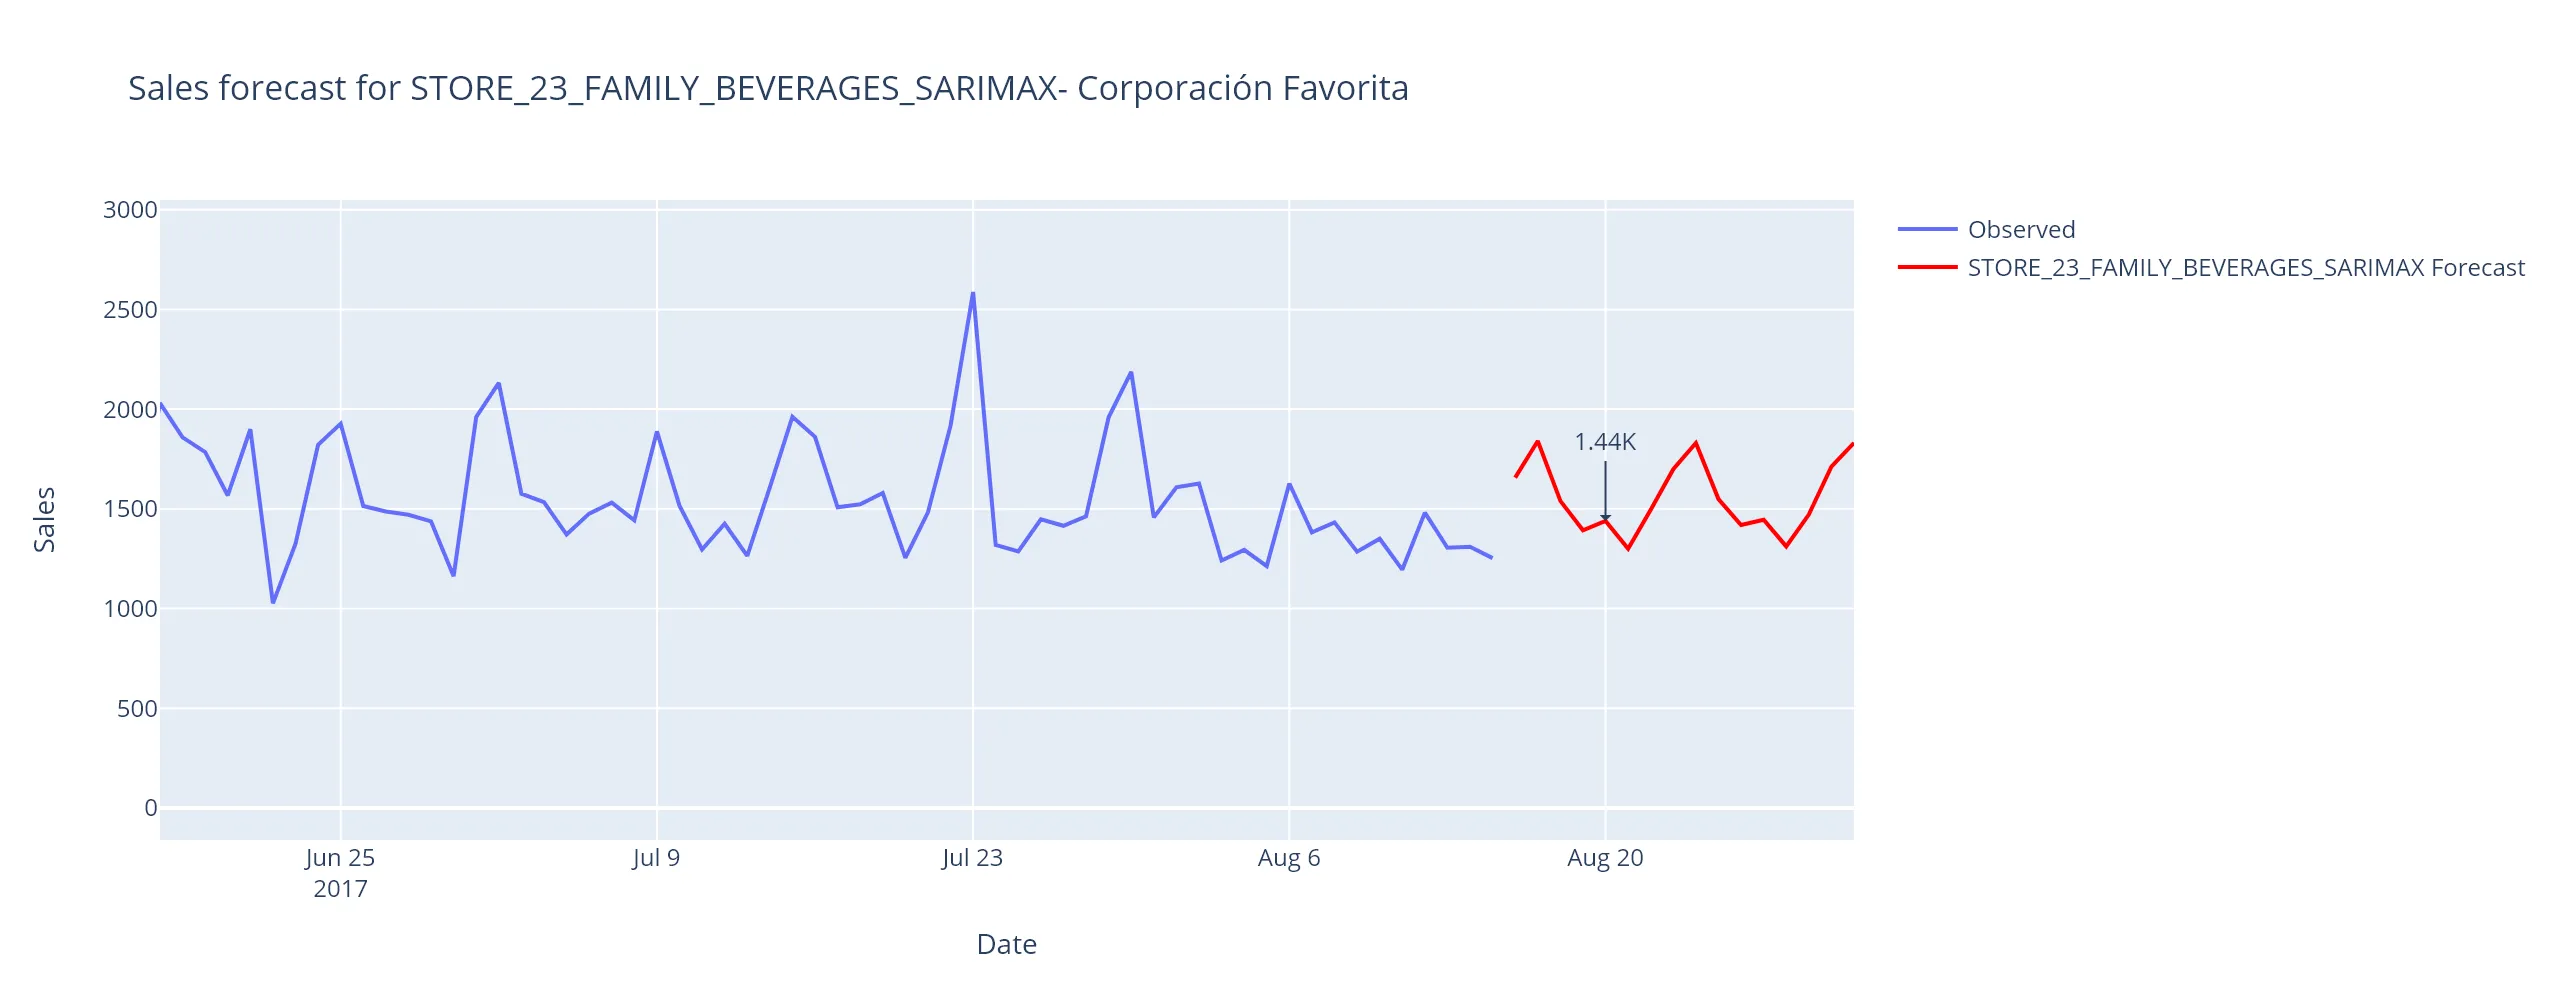 Sales forecast for STORE_23_FAMILY_BEVERAGES_SARIMAX- Corporación Favorita
3000
2500
2000
1500
1000
500
0
Sales
1.44K
Jun 25
2017
Jul 9
Jul 23
Aug 6
Aug 20
Date
Observed
STORE_23_FAMILY_BEVERAGES_SARIMAX Forecast